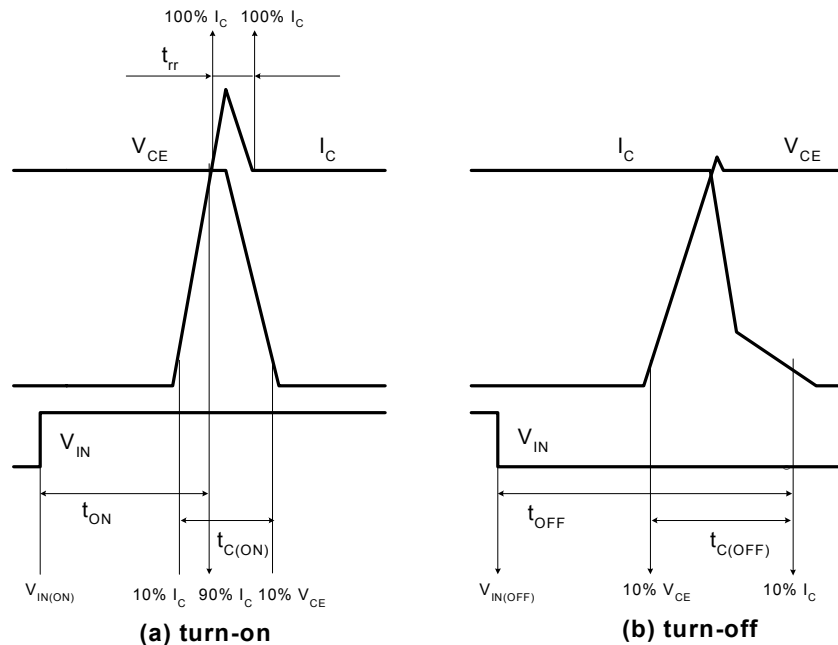 100% I_C 100% I_C
t_rr
V_CE I_C
V_IN
t_ON
t_C(ON)
V_IN(ON) 10% I_C 90% I_C 10% V_CE
(a) turn-on
I_C V_CE
V_IN
t_OFF
t_C(OFF)
V_IN(OFF) 10% V_CE 10% I_C
(b) turn-off